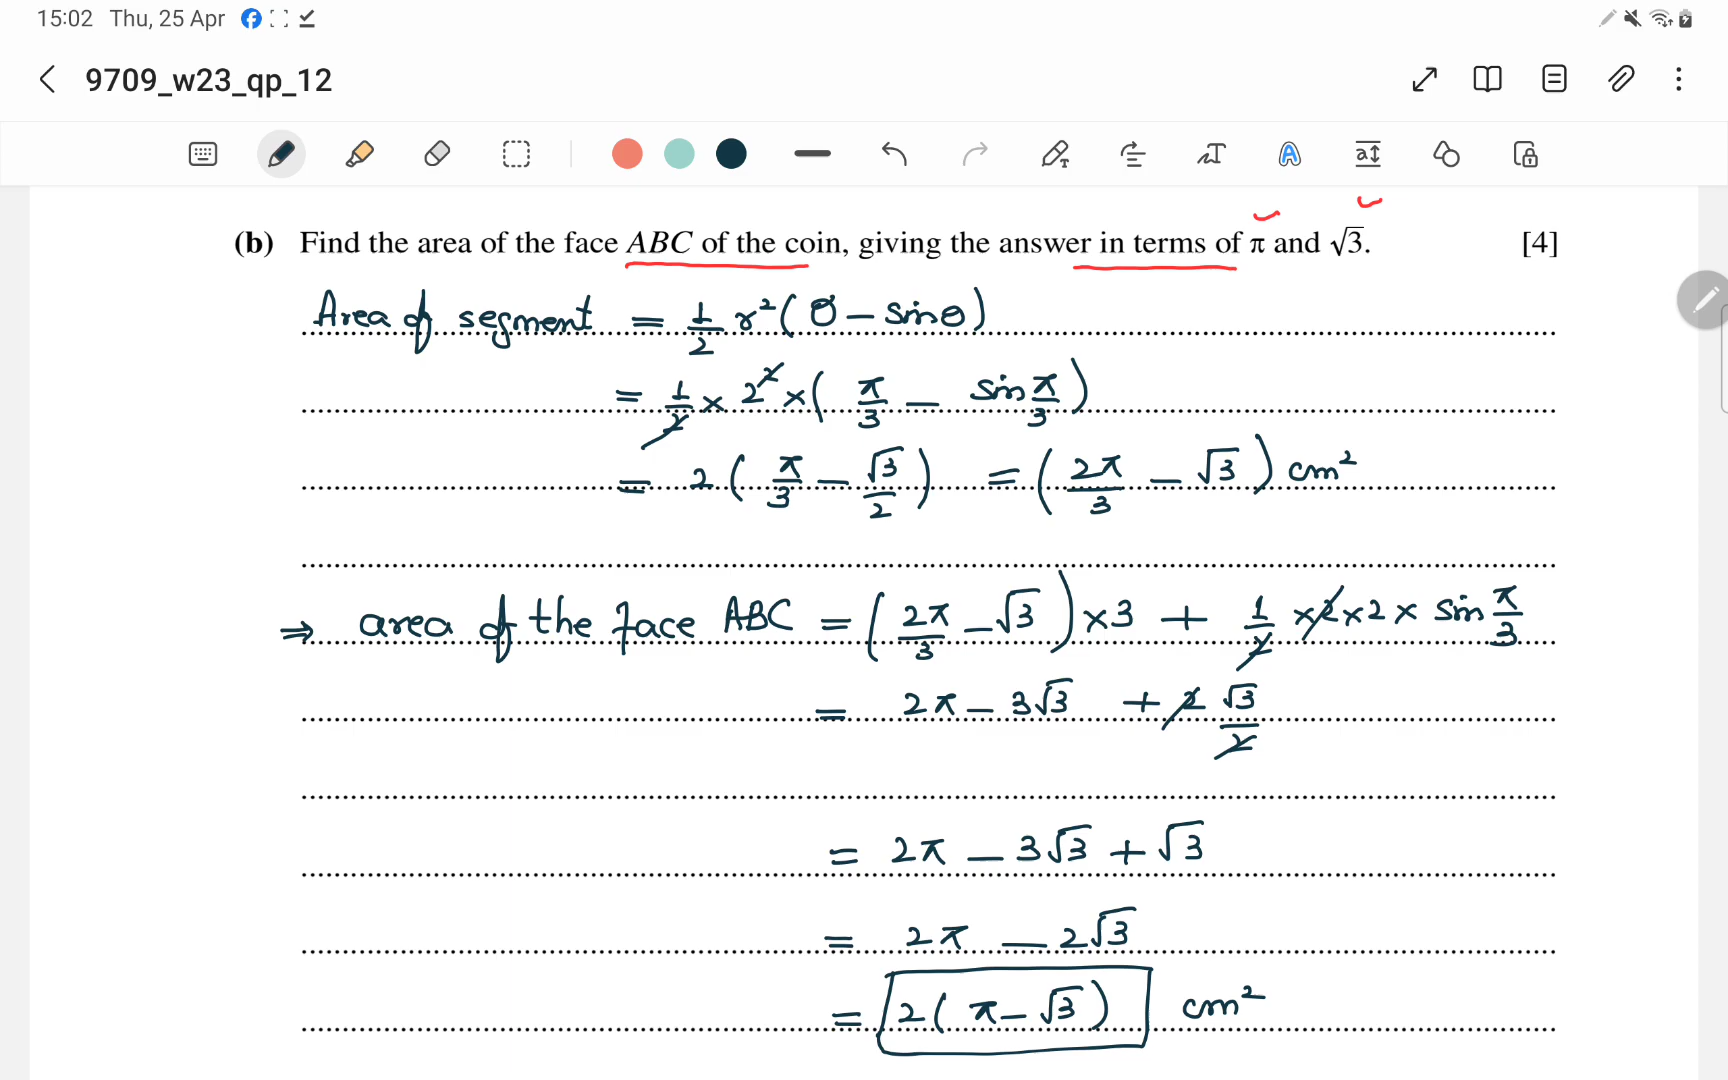 15:02 Thu, 25 Apr
9709_w23_qp_12
(b) Find the area of the face ABC of the coin, giving the answer in terms of π and √3. [4]
Area of segment = 1/2 r²(θ − sinθ)
= 1/2 × 2² × (π/3 − sin π/3)
= 2(π/3 − √3/2) = (2π/3 − √3) cm²
⇒ area of the face ABC = (2π/3 − √3) × 3 + 1/2 × 2 × 2 × sin π/3
= 2π − 3√3 + 2 √3/2
= 2π − 3√3 + √3
= 2π − 2√3
= 2(π − √3) cm²